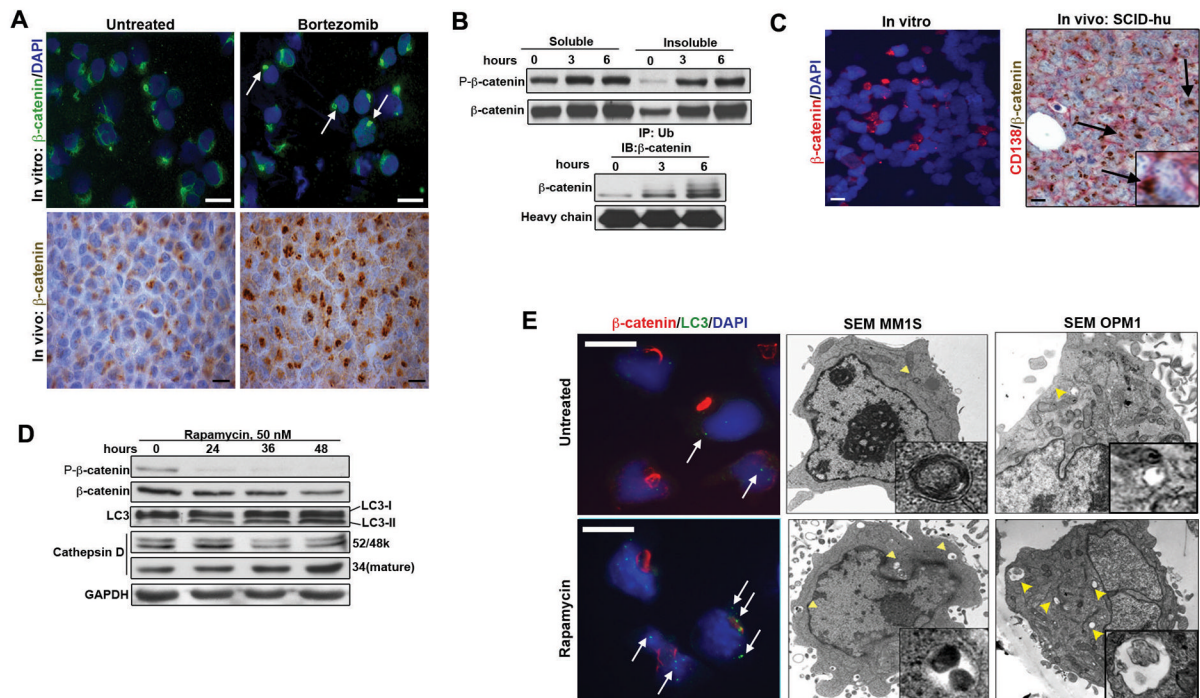 A
Untreated
Bortezomib
In vitro: β-catenin/DAPI
In vivo: β-catenin
B
Soluble
Insoluble
hours
0
3
6
0
3
6
P-β-catenin
β-catenin
IP: Ub
IB:β-catenin
hours
0
3
6
β-catenin
Heavy chain
C
In vitro
In vivo: SCID-hu
β-catenin/DAPI
CD138/β-catenin
D
Rapamycin, 50 nM
hours
0
24
36
48
P-β-catenin
β-catenin
LC3
LC3-I
LC3-II
Cathepsin D
52/48k
34(mature)
GAPDH
E
β-catenin/LC3/DAPI
SEM MM1S
SEM OPM1
Untreated
Rapamycin